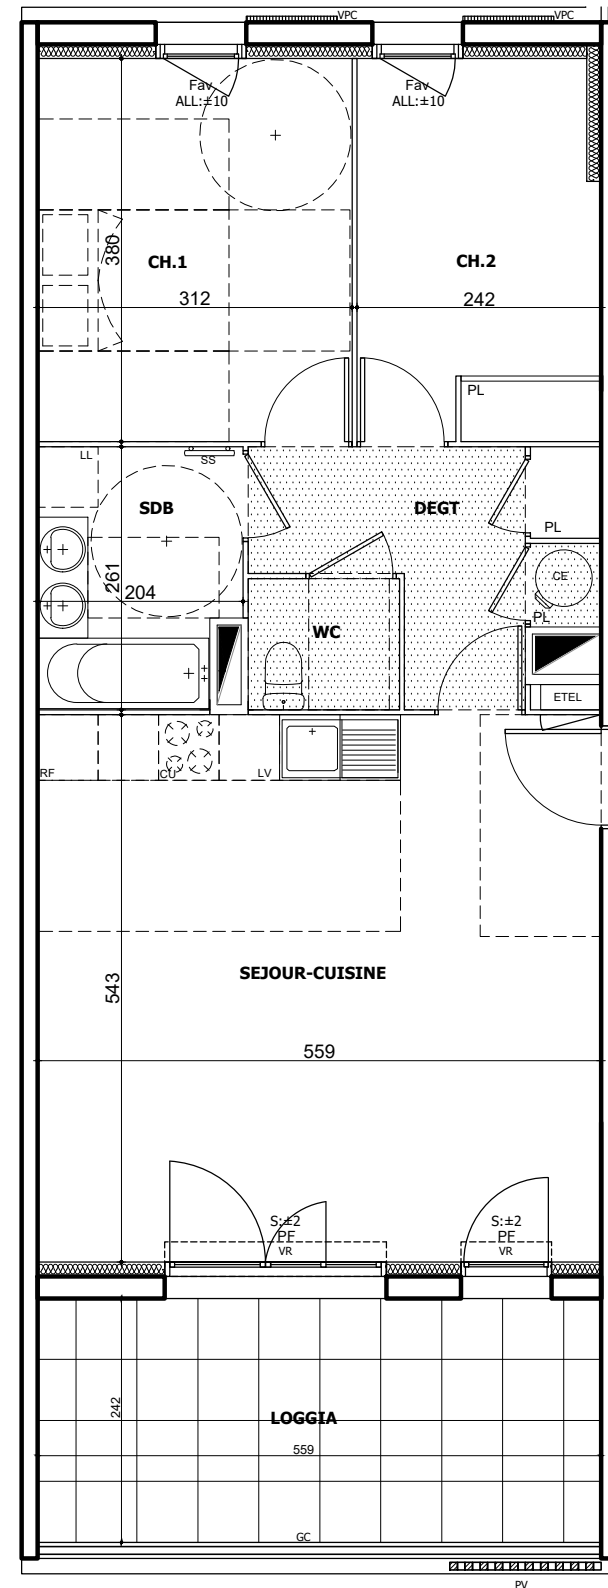 VPC
VPC
Fav
ALL:±10
Fav
ALL:±10
380
CH.1
CH.2
312
242
PL
LL
SS
SDB
DEGT
PL
CE
261
204
PL
WC
ETEL
RF
CU
LV
SEJOUR-CUISINE
543
559
S:±2
PF
VR
S:±2
PF
VR
242
LOGGIA
559
GC
PV